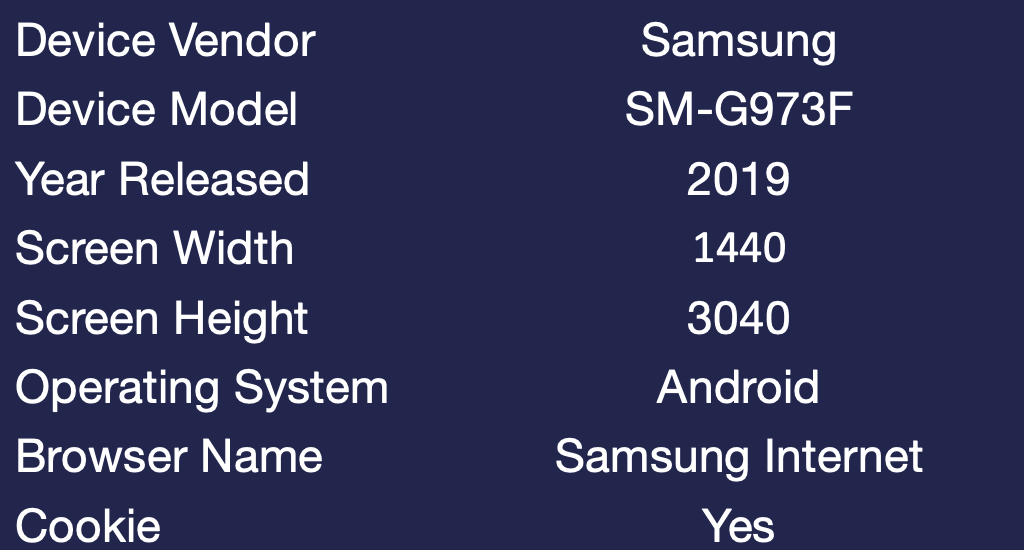 Device Vendor Samsung
Device Model SM-G973F
Year Released 2019
Screen Width 1440
Screen Height 3040
Operating System Android
Browser Name Samsung Internet
Cookie Yes